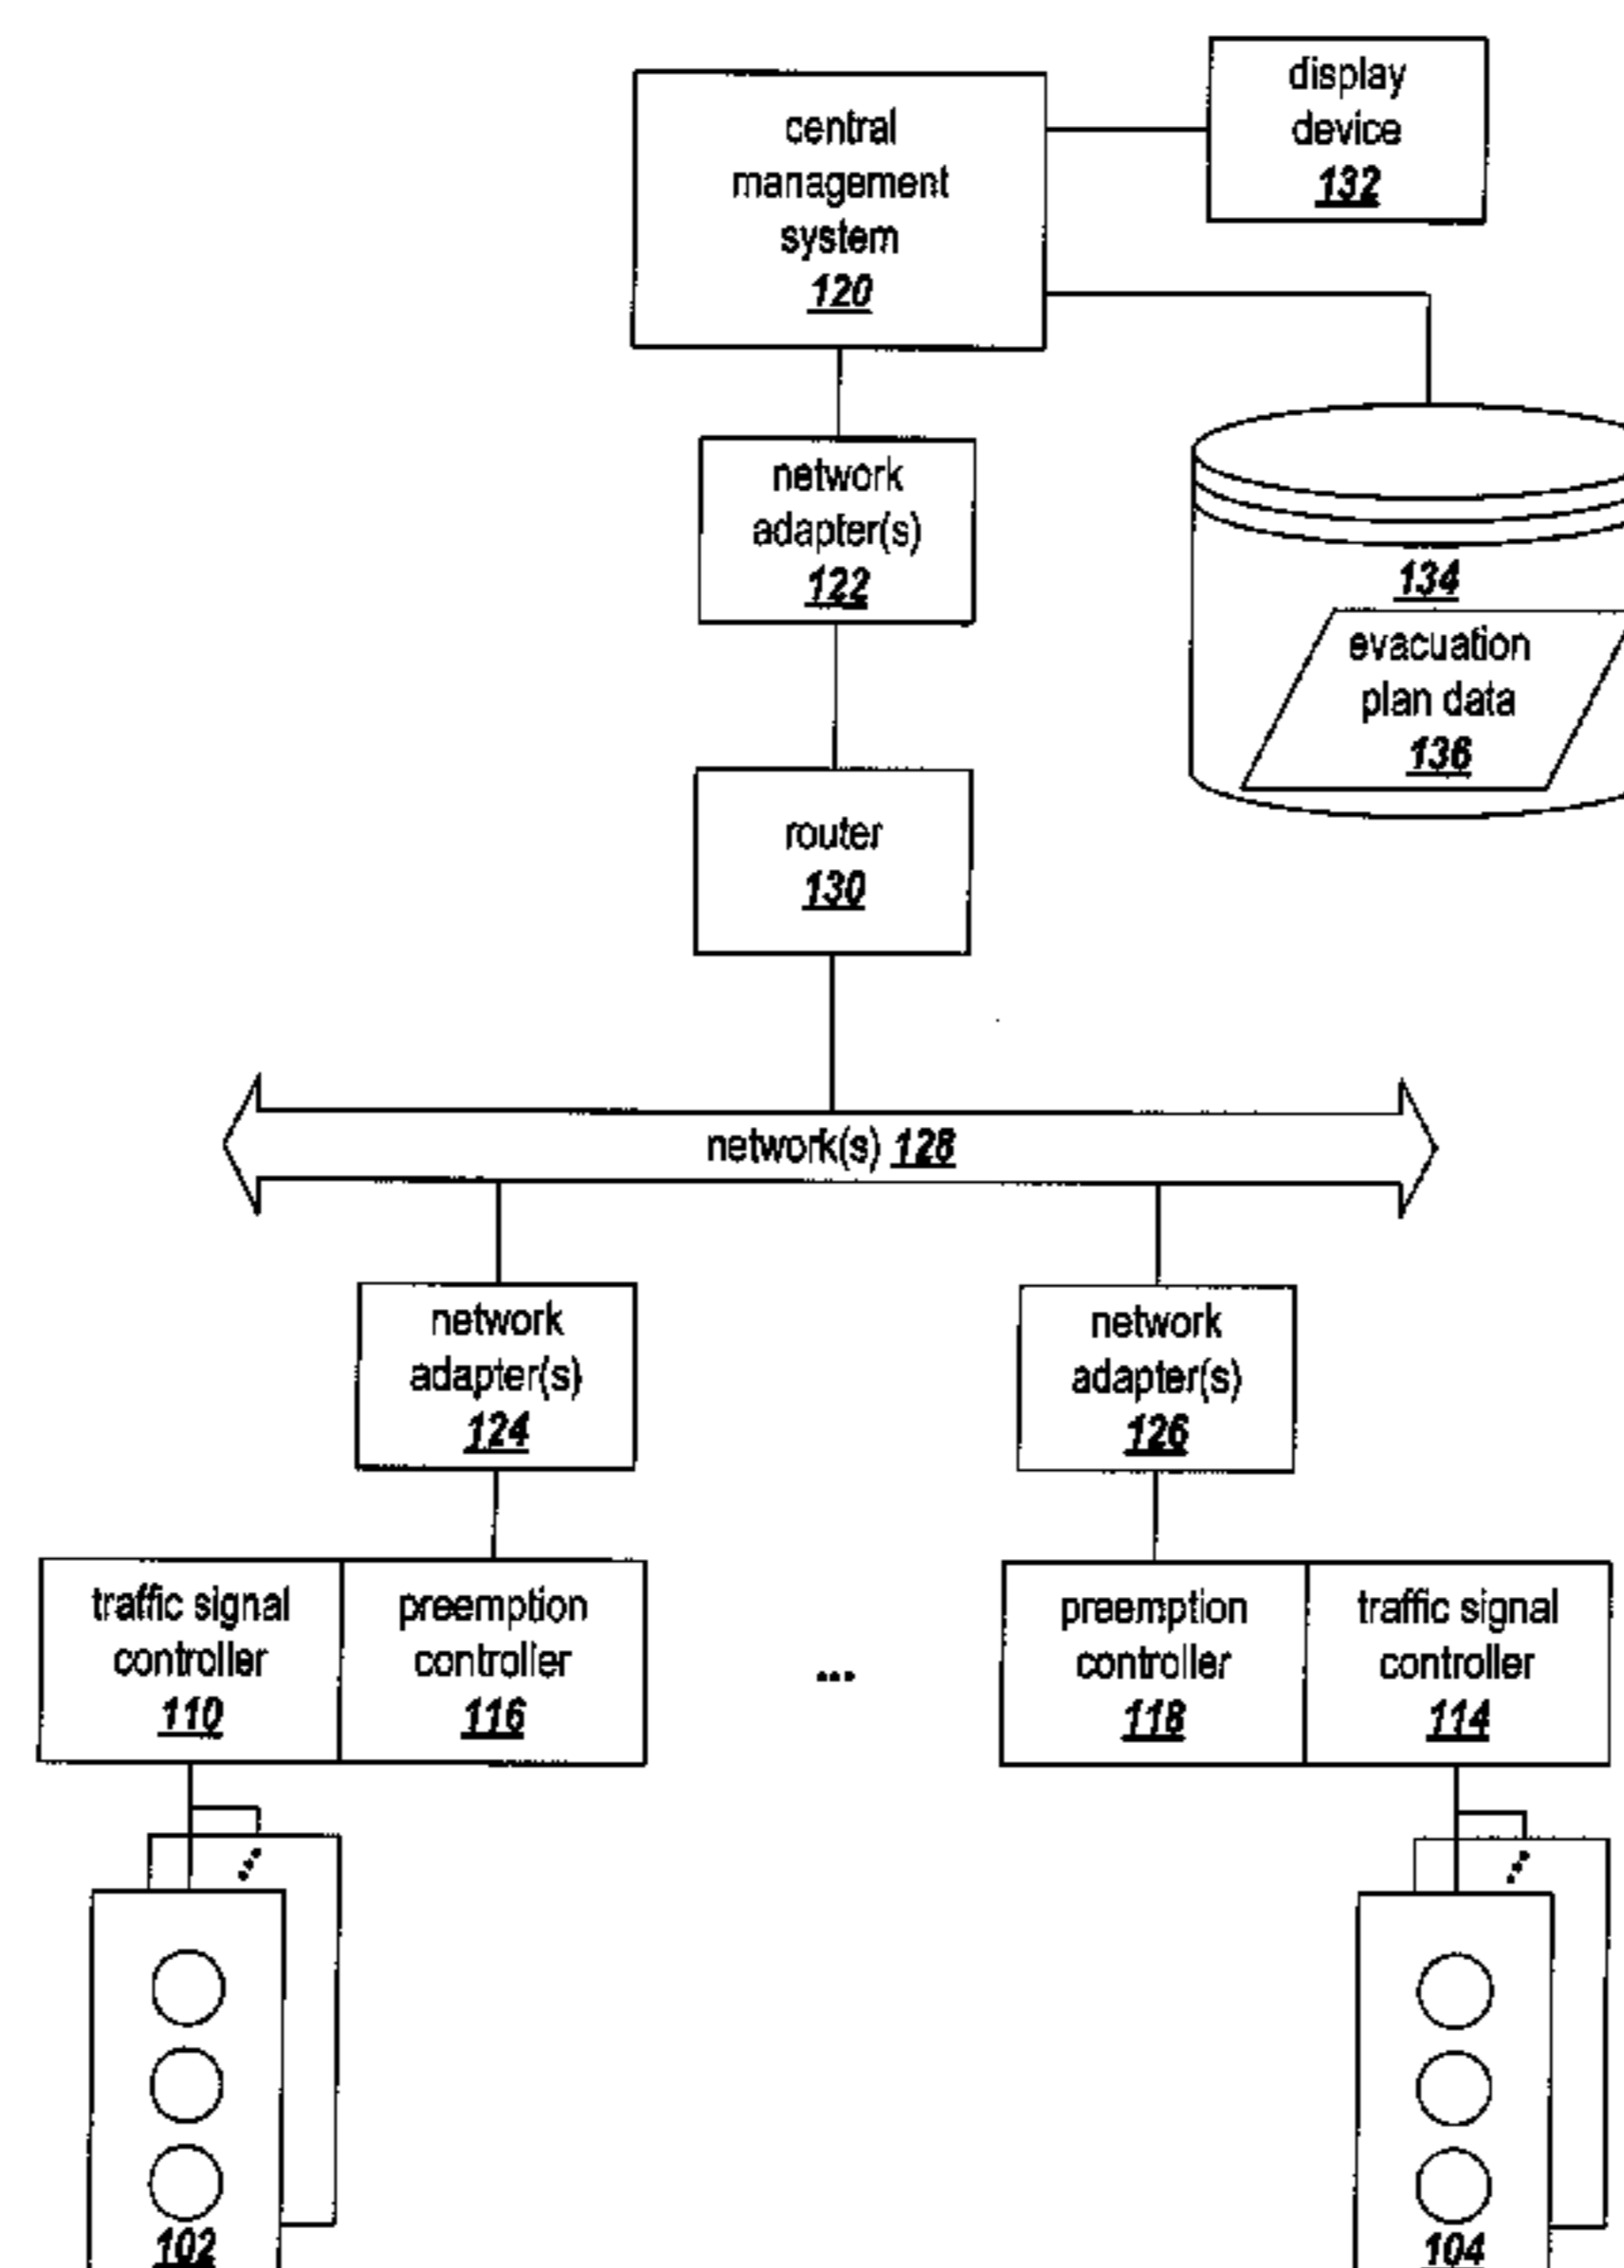 central
management
system
120
display
device
132
network
adapter(s)
122
134
evacuation
plan data
136
router
130
network(s) 128
network
adapter(s)
124
network
adapter(s)
126
traffic signal
controller
110
preemption
controller
116
...
preemption
controller
118
traffic signal
controller
114
...
...
102
104